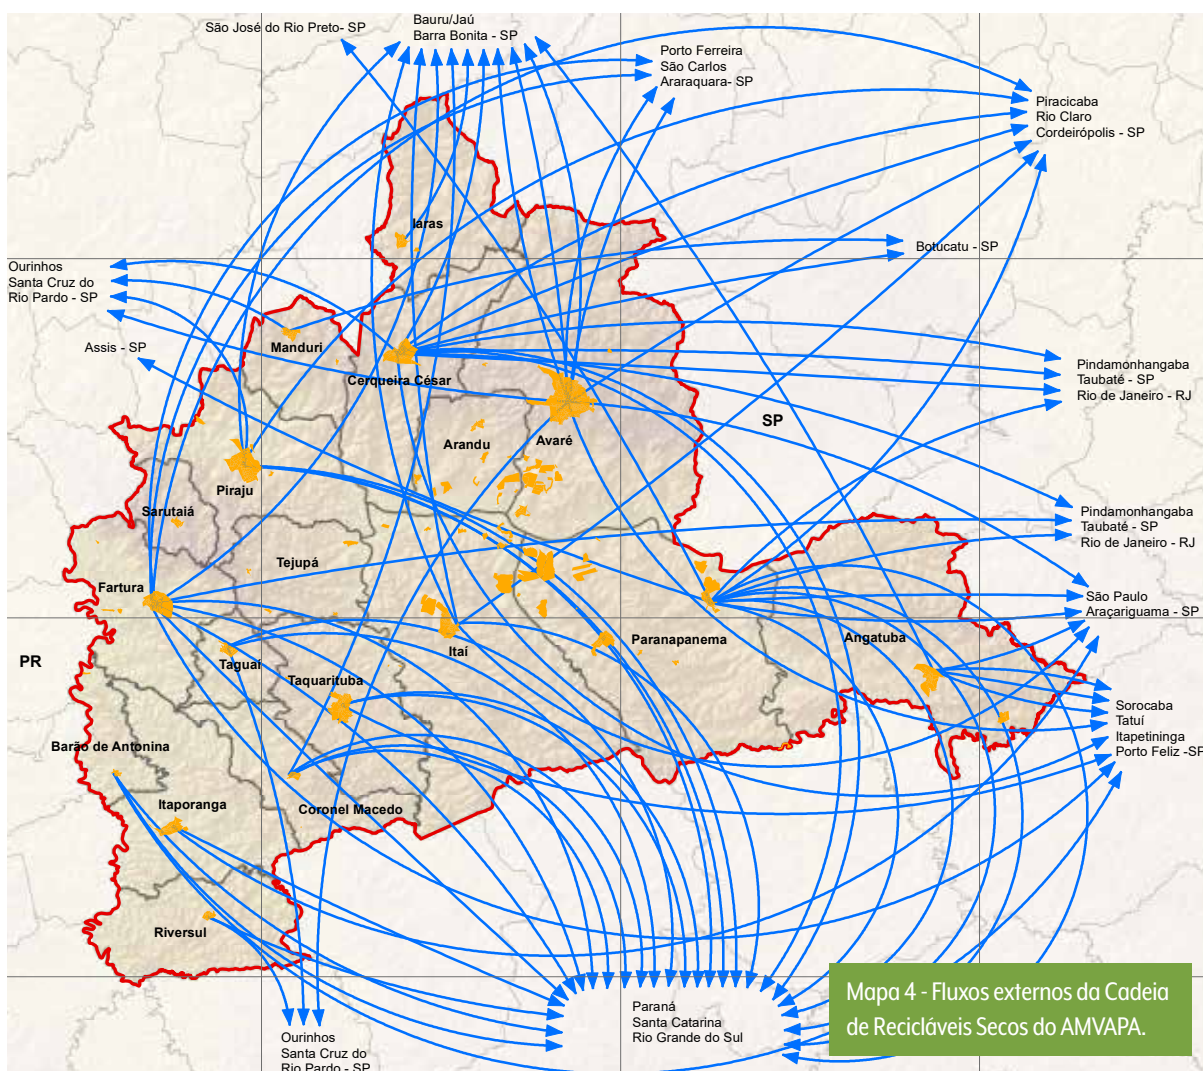 São José do Rio Preto- SP
Bauru/Jaú
Barra Bonita - SP
Porto Ferreira
São Carlos
Araraquara- SP
Piracicaba
Rio Claro
Cordeirópolis - SP
Iaras
Botucatu - SP
Ourinhos
Santa Cruz do
Rio Pardo - SP
Assis - SP
Manduri
Cerqueira César
Pindamonhangaba
Taubaté - SP
Rio de Janeiro - RJ
SP
Arandu
Avaré
Piraju
Sarutaiá
Pindamonhangaba
Taubaté - SP
Rio de Janeiro - RJ
Tejupá
Fartura
São Paulo
Araçariguama - SP
Paranapanema
Angatuba
Itaí
PR
Taguaí
Taquarituba
Sorocaba
Tatuí
Itapetininga
Porto Feliz -SP
Barão de Antonina
Itaporanga
Coronel Macedo
Riversul
Paraná
Santa Catarina
Rio Grande do Sul
Ourinhos
Santa Cruz do
Rio Pardo - SP
Mapa 4 - Fluxos externos da Cadeia
de Recicláveis Secos do AMVAPA.